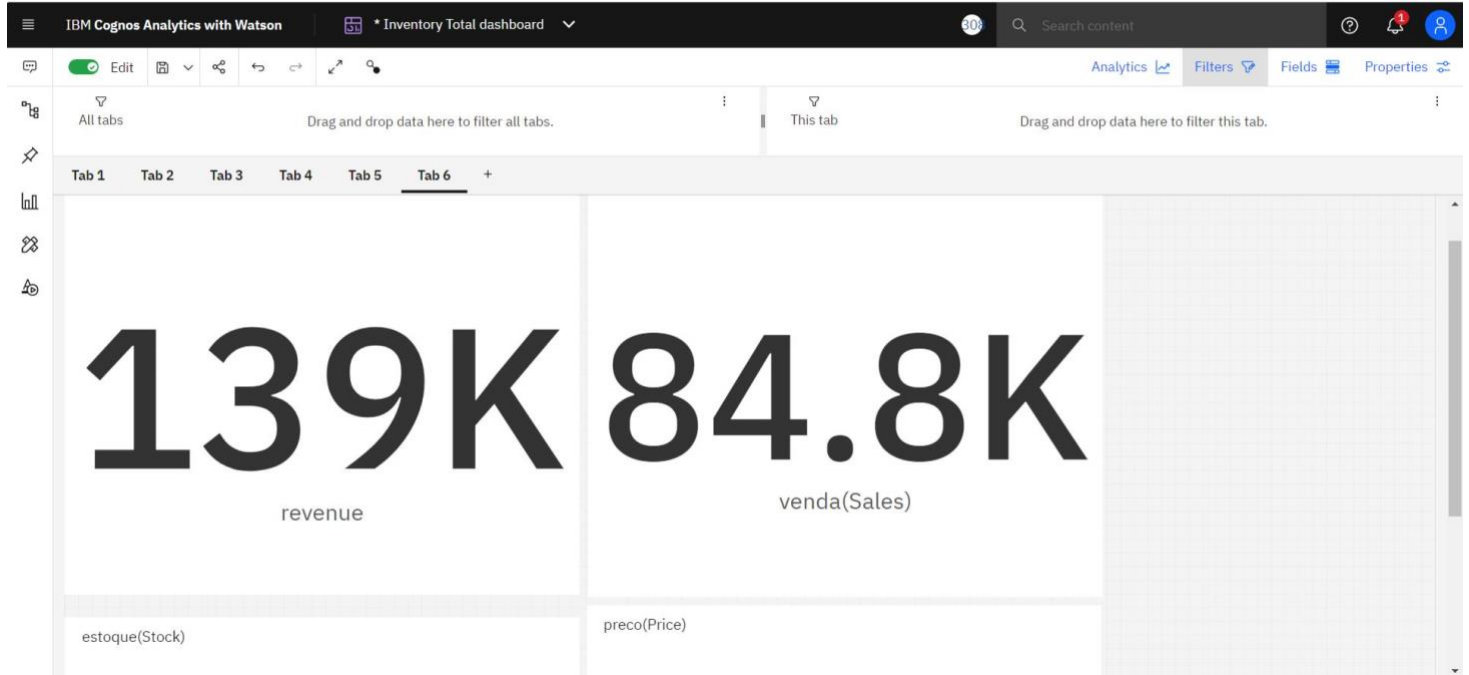 IBM Cognos Analytics with Watson
* Inventory Total dashboard
308
Search content
1
Edit
Analytics
Filters
Fields
Properties
All tabs
Drag and drop data here to filter all tabs.
This tab
Drag and drop data here to filter this tab.
Tab 1 Tab 2 Tab 3 Tab 4 Tab 5 Tab 6 +
139K
revenue
84.8K
venda(Sales)
estoque(Stock)
preco(Price)